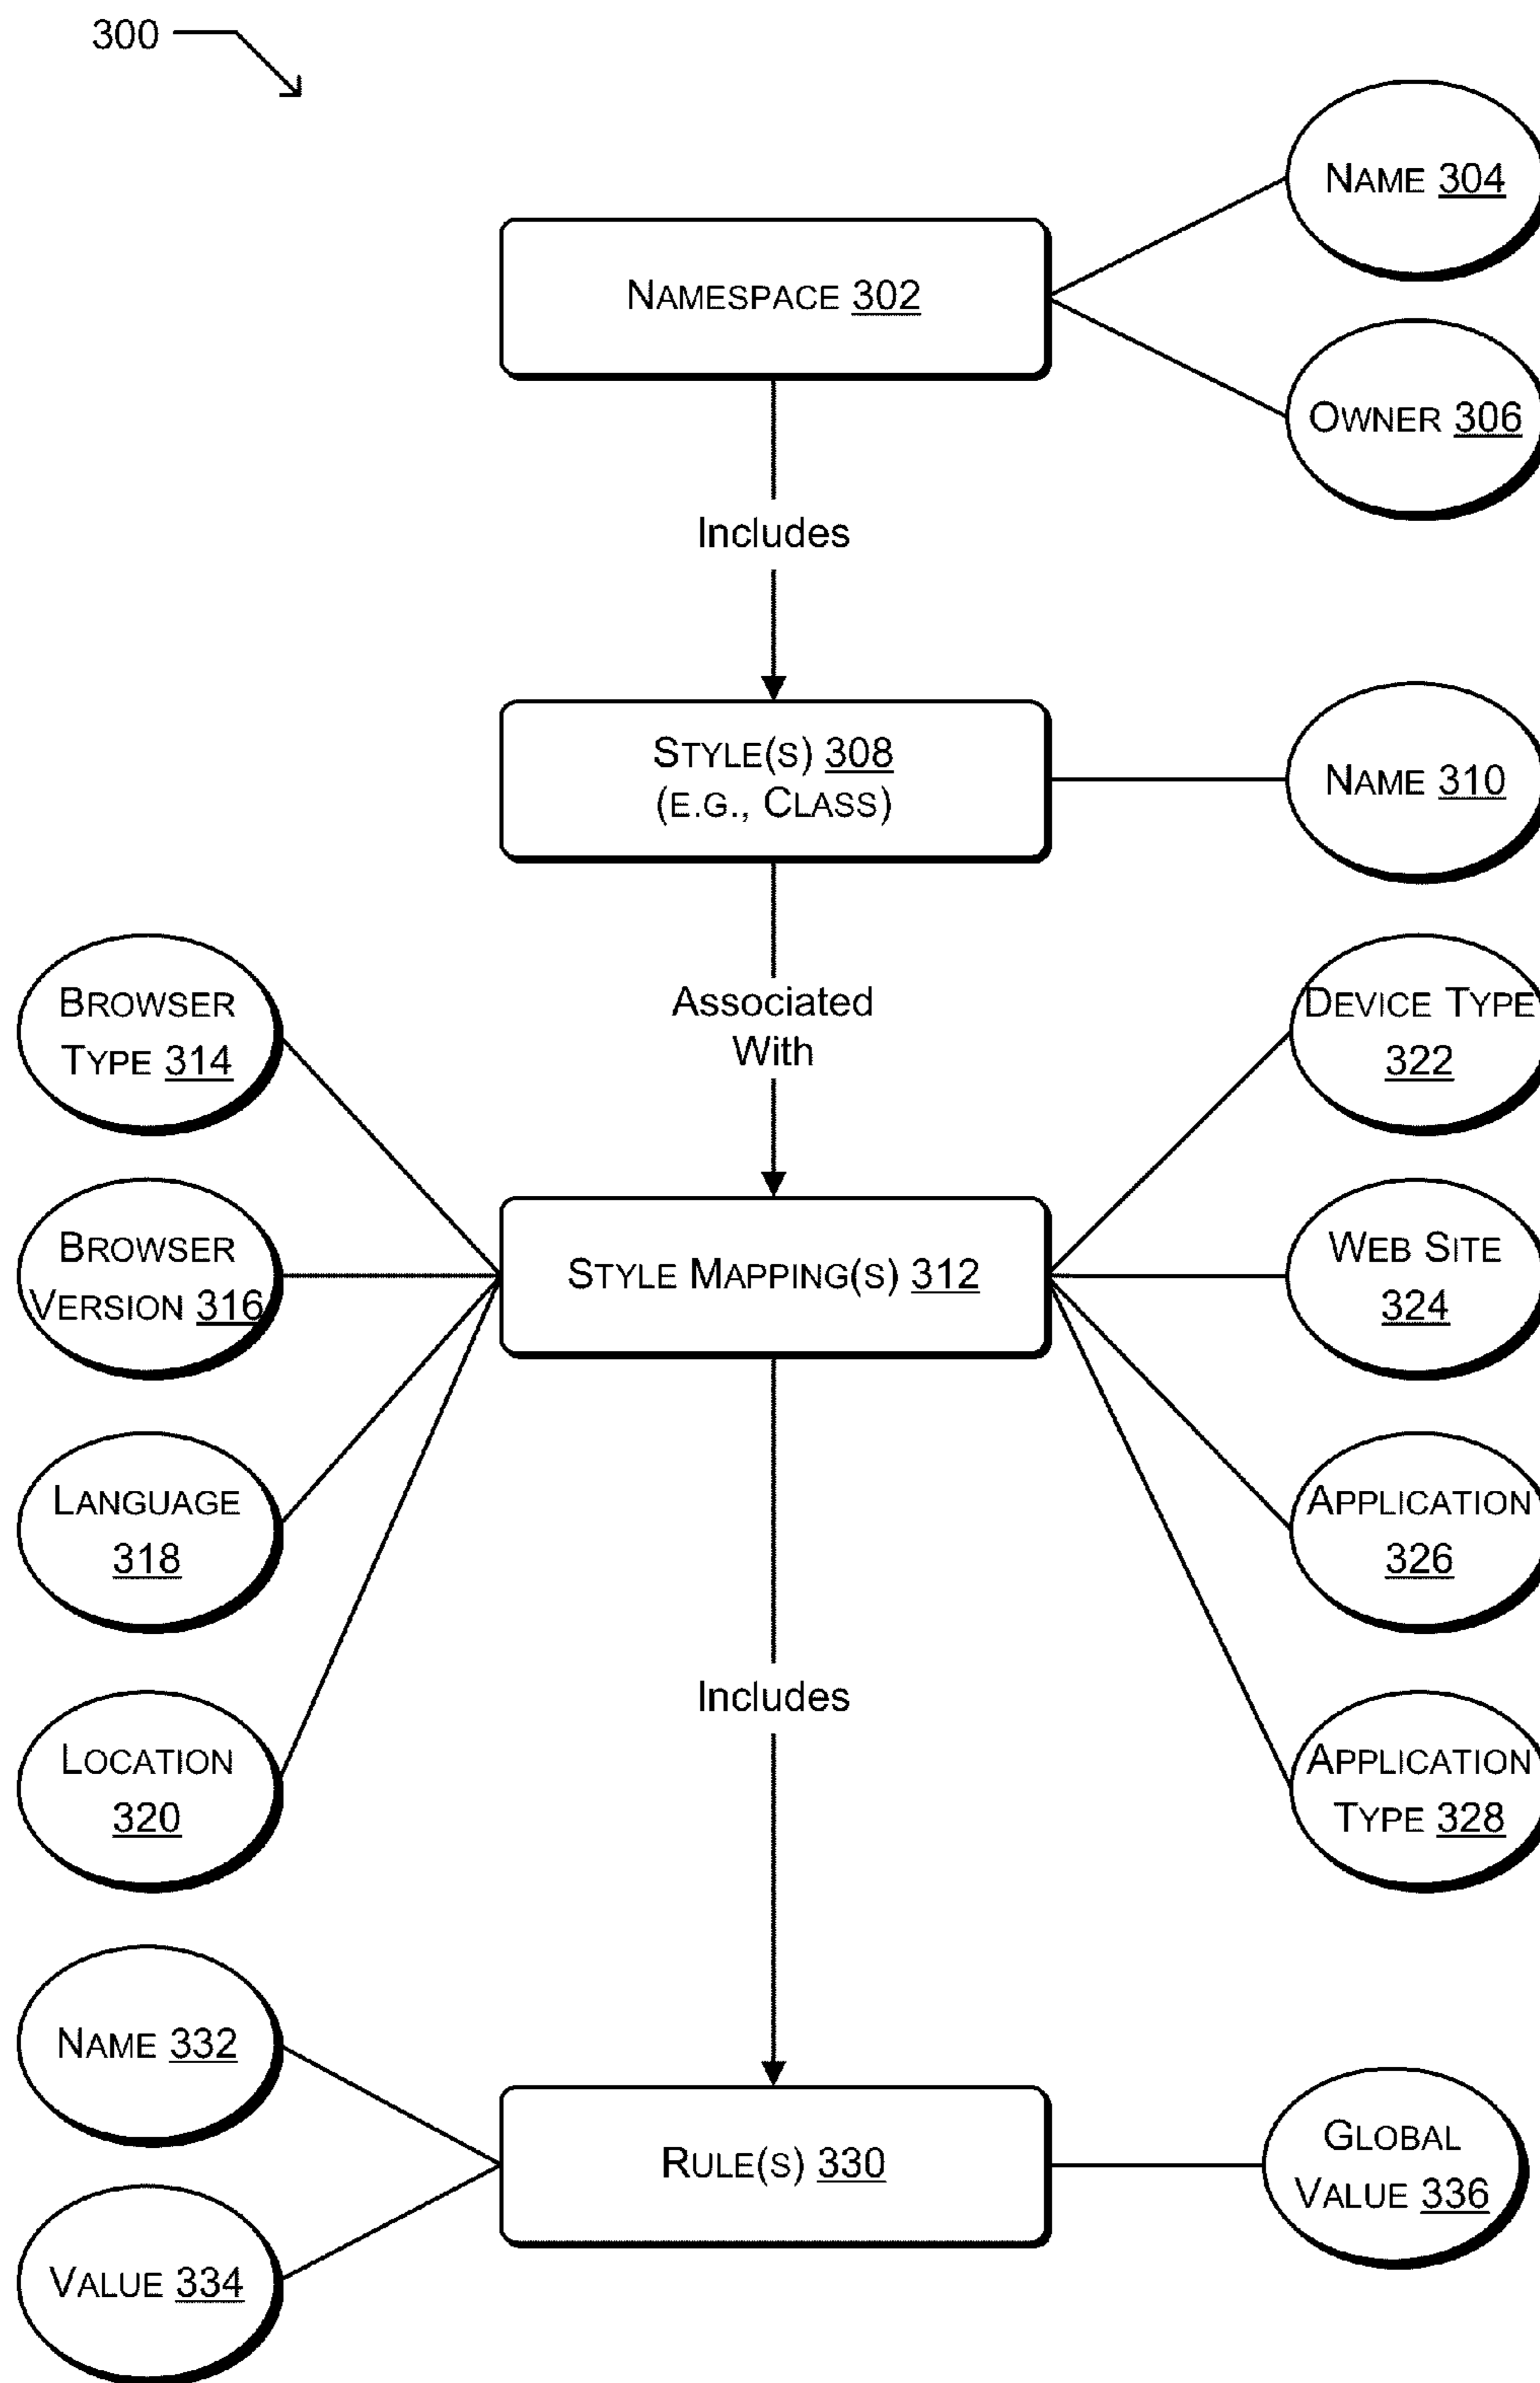 300
NAME 304
NAMESPACE 302
OWNER 306
Includes
STYLE(S) 308
(E.G., CLASS)
NAME 310
BROWSER
TYPE 314
Associated
With
DEVICE TYPE
322
BROWSER
VERSION 316
STYLE MAPPING(S) 312
WEB SITE
324
LANGUAGE
318
APPLICATION
326
LOCATION
320
Includes
APPLICATION
TYPE 328
NAME 332
RULE(S) 330
GLOBAL
VALUE 336
VALUE 334